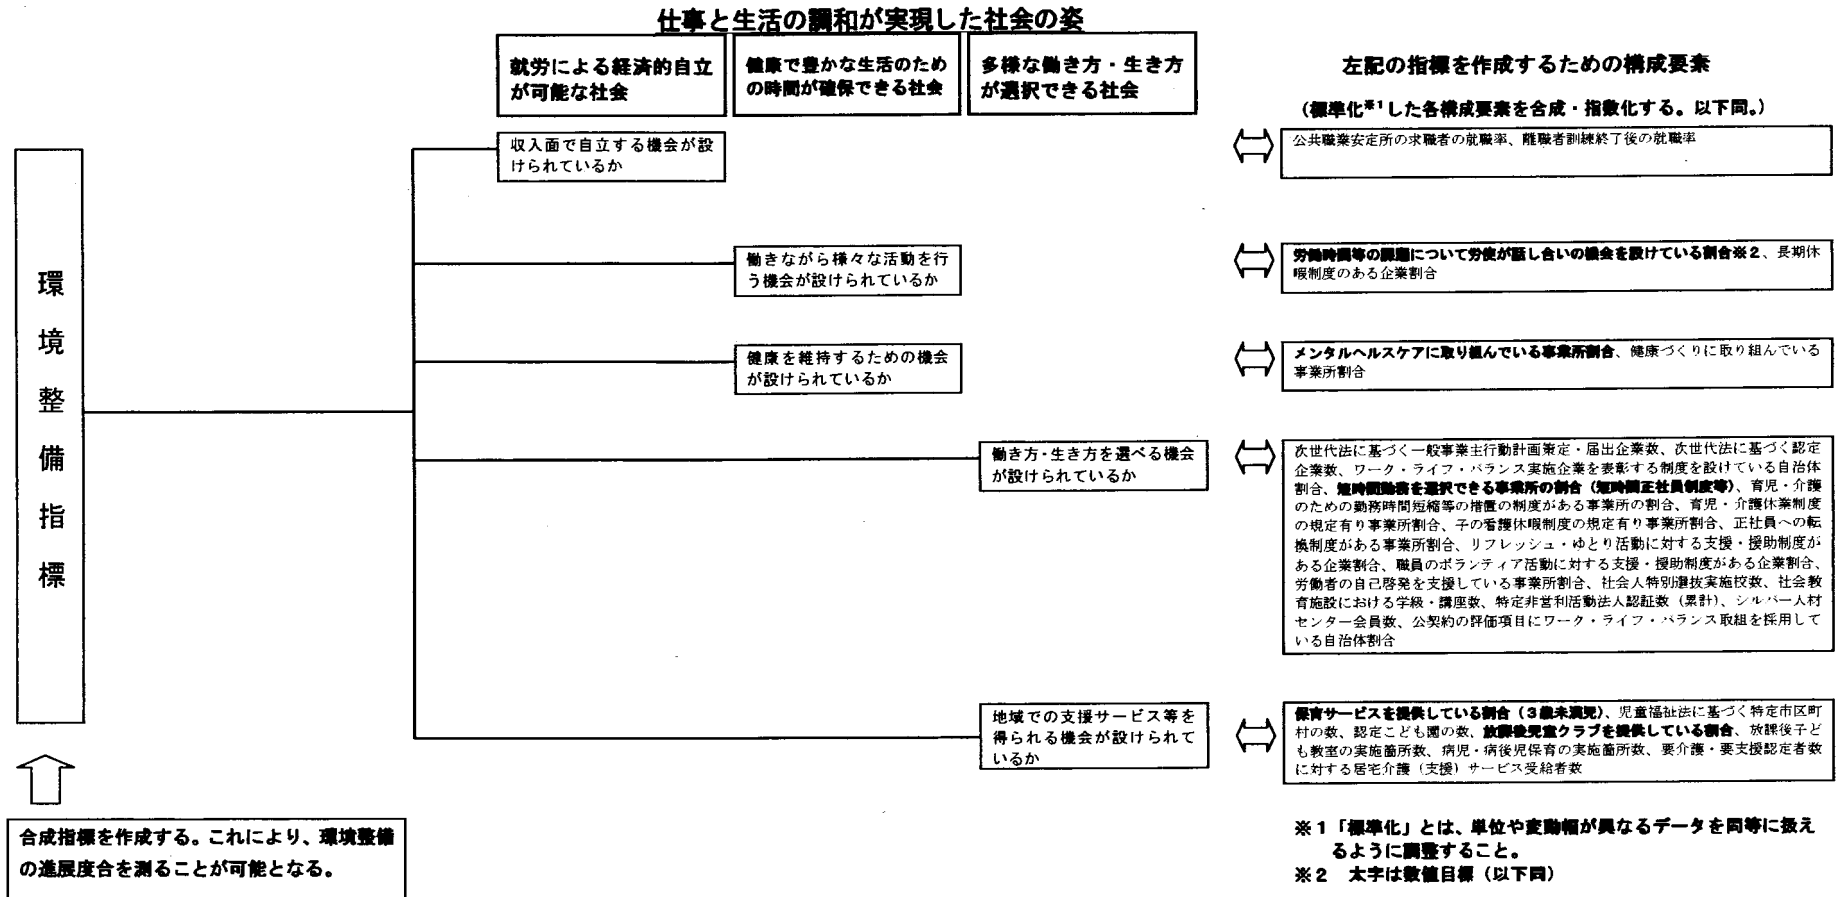 仕事と生活の調和が実現した社会の姿
就労による経済的自立
が可能な社会
健康で豊かな生活のため
の時間が確保できる社会
多様な働き方・生き方
が選択できる社会
左記の指標を作成するための構成要素
(標準化※1した各構成要素を合成・指数化する。以下同。)
環境整備指標
収入面で自立する機会が設
けられているか
公共職業安定所の求職者の就職率、離職者訓練終了後の就職率
働きながら様々な活動を行
う機会が設けられているか
労働時間等の課題について労使が話し合いの機会を設けている割合※2、長期休
暇制度のある企業割合
健康を維持するための機会
が設けられているか
メンタルヘルスケアに取り組んでいる事業所割合、健康づくりに取り組んでいる
事業所割合
働き方・生き方を選べる機会
が設けられているか
次世代法に基づく一般事業主行動計画策定・届出企業数、次世代法に基づく認定
企業数、ワーク・ライフ・バランス実施企業を表彰する制度を設けている自治体
割合、短時間勤務を選択できる事業所の割合(短時間正社員制度等)、育児・介護
のための勤務時間短縮等の措置の制度がある事業所の割合、育児・介護休業制度
の規定有り事業所割合、子の看護休暇制度の規定有り事業所割合、正社員への転
換制度がある事業所割合、リフレッシュ・ゆとり活動に対する支援・援助制度が
ある企業割合、職員のボランティア活動に対する支援・援助制度がある企業割合、
労働者の自己啓発を支援している事業所割合、社会人特別選抜実施校数、社会教
育施設における学級・講座数、特定非営利活動法人認証数(累計)、シルバー人材
センター会員数、公契約の評価項目にワーク・ライフ・バランス取組を採用して
いる自治体割合
地域での支援サービス等を
得られる機会が設けられて
いるか
保育サービスを提供している割合(3歳未満児)、児童福祉法に基づく特定市区町
村の数、認定こども園の数、放課後児童クラブを提供している割合、放課後子ど
も教室の実施箇所数、病児・病後児保育の実施箇所数、要介護・要支援認定者数
に対する居宅介護(支援)サービス受給者数
合成指標を作成する。これにより、環境整備
の進展度合を測ることが可能となる。
※1「標準化」とは、単位や変動幅が異なるデータを同等に扱え
るように調整すること。
※2 太字は数値目標(以下同)